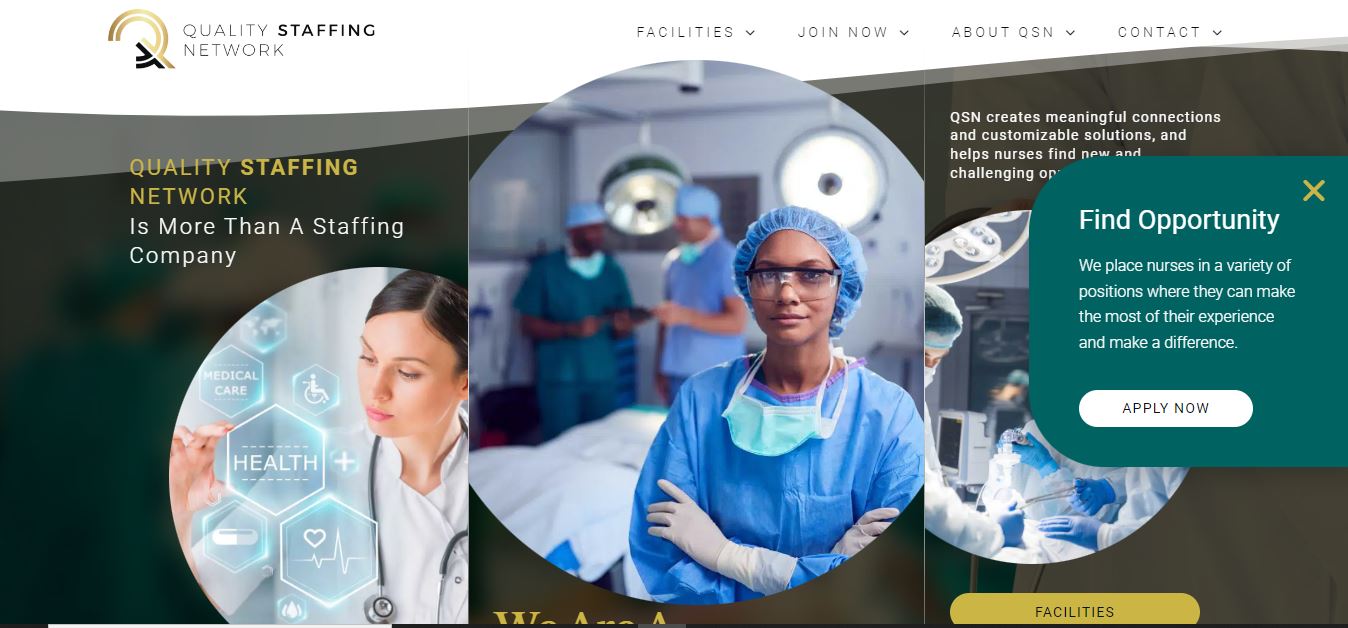 QUALITY STAFFING
NETWORK
FACILITIES
JOIN NOW
ABOUT QSN
CONTACT
QUALITY STAFFING
NETWORK
Is More Than A Staffing
Company
MEDICAL
CARE
HEALTH
We Are A
QSN creates meaningful connections
and customizable solutions, and
helps nurses find new and
challenging
FACILITIES
Find Opportunity
We place nurses in a variety of
positions where they can make
the most of their experience
and make a difference.
APPLY NOW